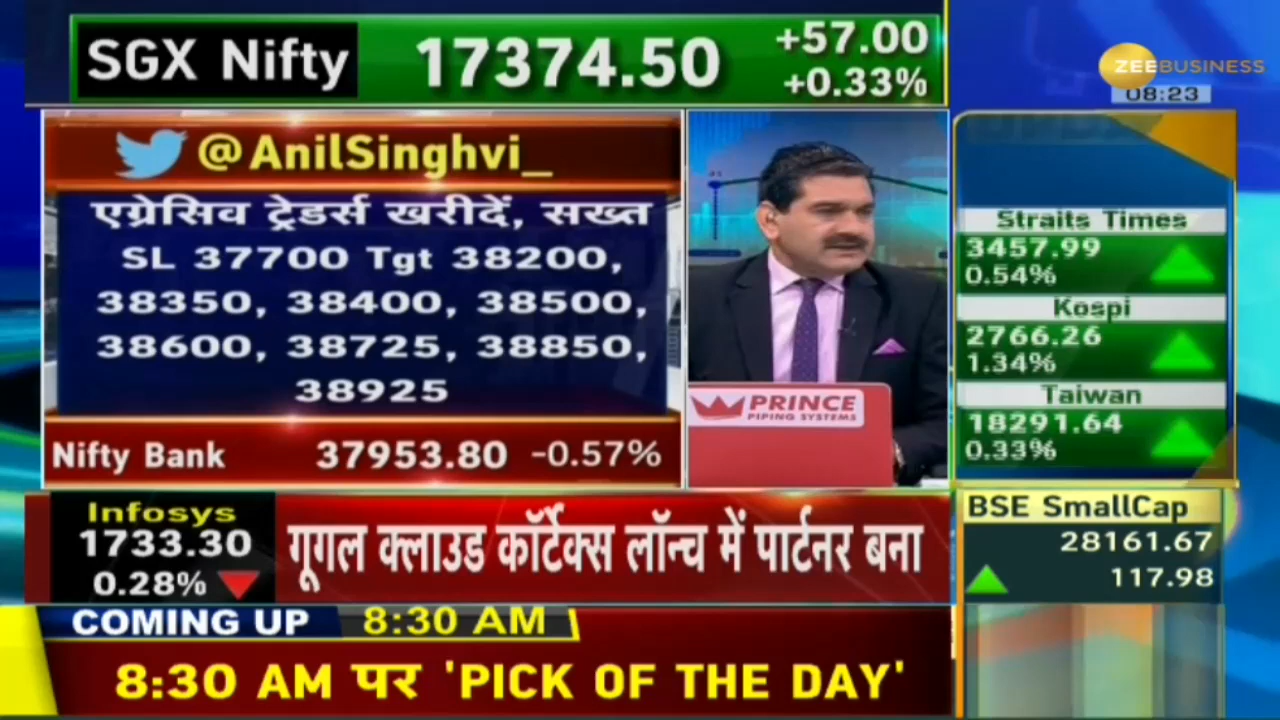 SGX Nifty 17374.50 +57.00
+0.33%
ZEEBUSINESS
08:23
@AnilSinghvi_
एग्रेसिव ट्रेडर्स खरीदें, सख्त
SL 37700 Tgt 38200,
38350, 38400, 38500,
38600, 38725, 38850,
38925
Nifty Bank 37953.80 -0.57%
PRINCE
PIPING SYSTEMS
Straits Times
3457.99
0.54%
Kospi
2766.26
1.34%
Taiwan
18291.64
0.33%
Infosys
1733.30
0.28%
गूगल क्लाउड कॉर्टेक्स लॉन्च में पार्टनर बना
BSE SmallCap
28161.67
117.98
COMING UP 8:30 AM
8:30 AM पर 'PICK OF THE DAY'